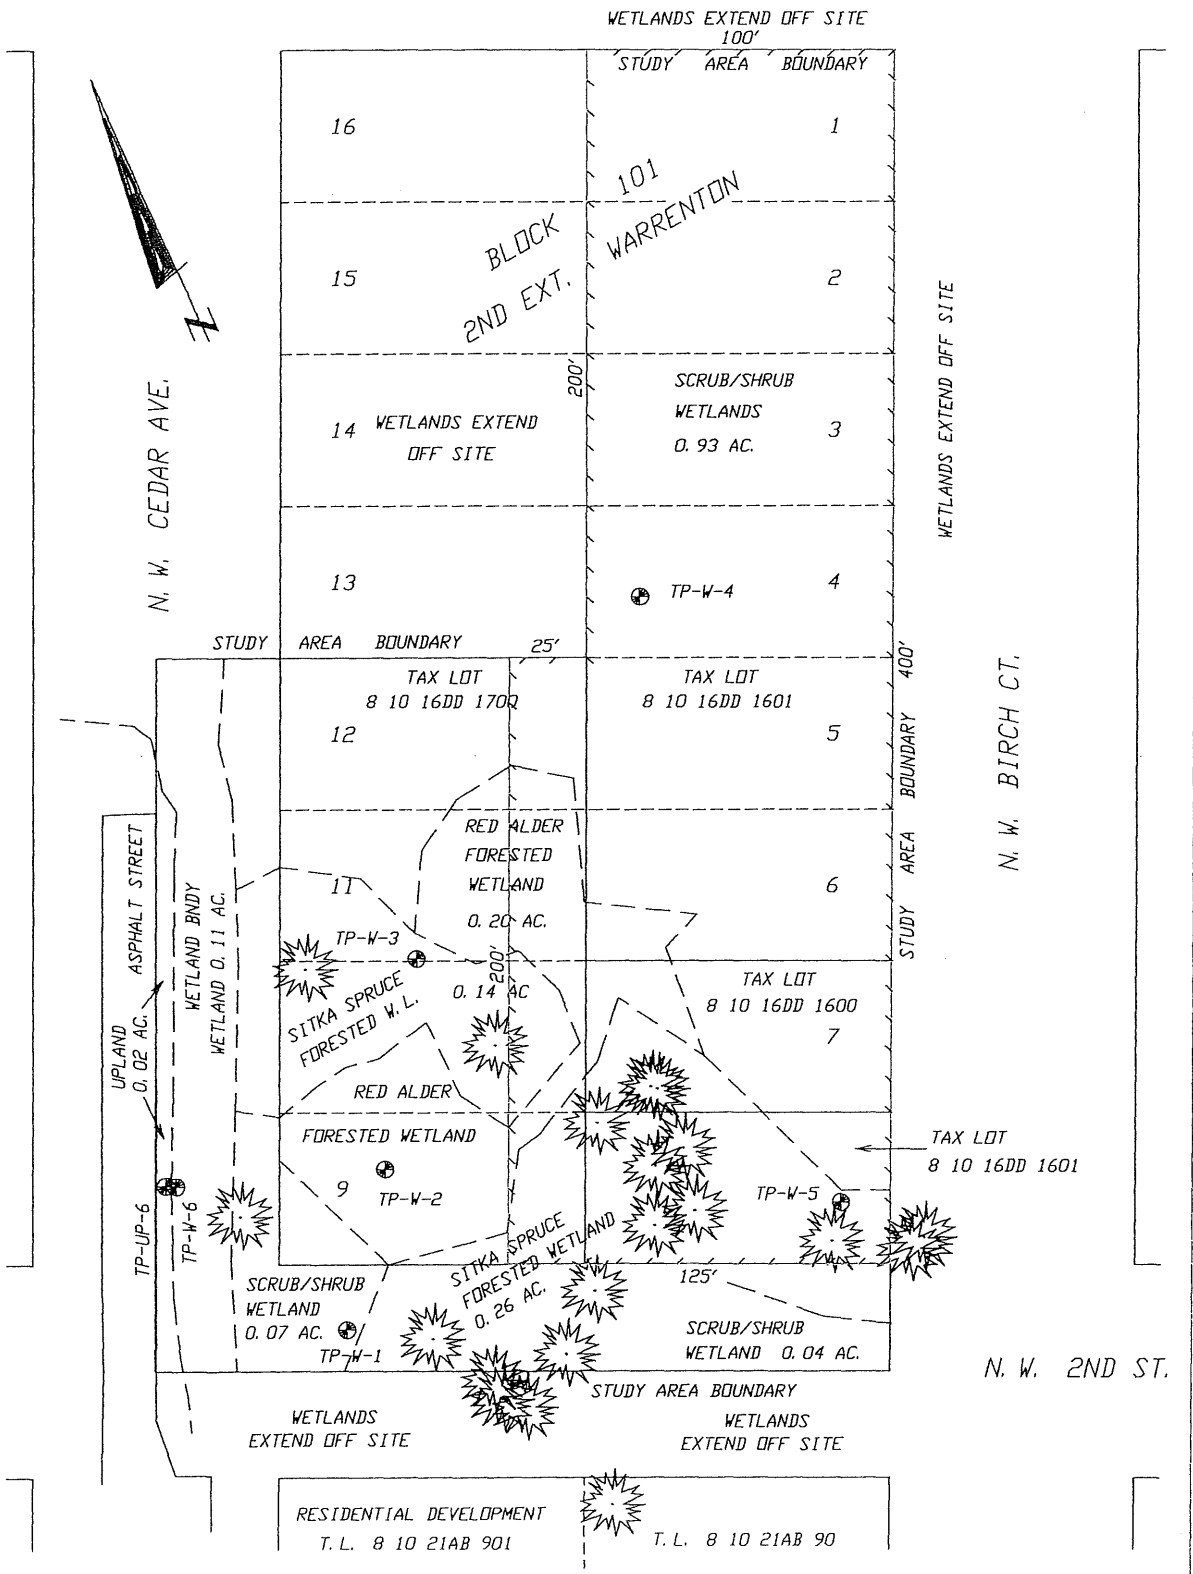 WETLANDS EXTEND OFF SITE
100'
STUDY AREA BOUNDARY
16
1
101
BLOCK
WARRENTON
2ND EXT.
15
2
N
WETLANDS EXTEND OFF SITE
200'
SCRUB/SHRUB
WETLANDS
0.93 AC.
14
WETLANDS EXTEND
OFF SITE
3
N.W. CEDAR AVE.
13
TP-W-4
4
STUDY AREA BOUNDARY
25'
400'
TAX LOT
8 10 16DD 1700
TAX LOT
8 10 16DD 1601
12
5
N.W. BIRCH CT.
STUDY AREA BOUNDARY
RED ALDER
FORESTED
WETLAND
0.20 AC.
11
6
ASPHALT STREET
WETLAND BNDY
WETLAND 0.11 AC.
UPLAND
0.02 AC.
TP-W-3
200'
SITKA SPRUCE
FORESTED W.L.
0.14 AC
TAX LOT
8 10 16DD 1600
7
RED ALDER
FORESTED WETLAND
TAX LOT
8 10 16DD 1601
9
TP-W-2
TP-W-5
TP-UP-6
TP-W-6
SITKA SPRUCE
FORESTED WETLAND
0.26 AC.
125'
SCRUB/SHRUB
WETLAND
0.07 AC.
TP-W-1
SCRUB/SHRUB
WETLAND 0.04 AC.
N.W. 2ND ST.
STUDY AREA BOUNDARY
WETLANDS
EXTEND OFF SITE
WETLANDS
EXTEND OFF SITE
RESIDENTIAL DEVELOPMENT
T.L. 8 10 21AB 901
T.L. 8 10 21AB 90